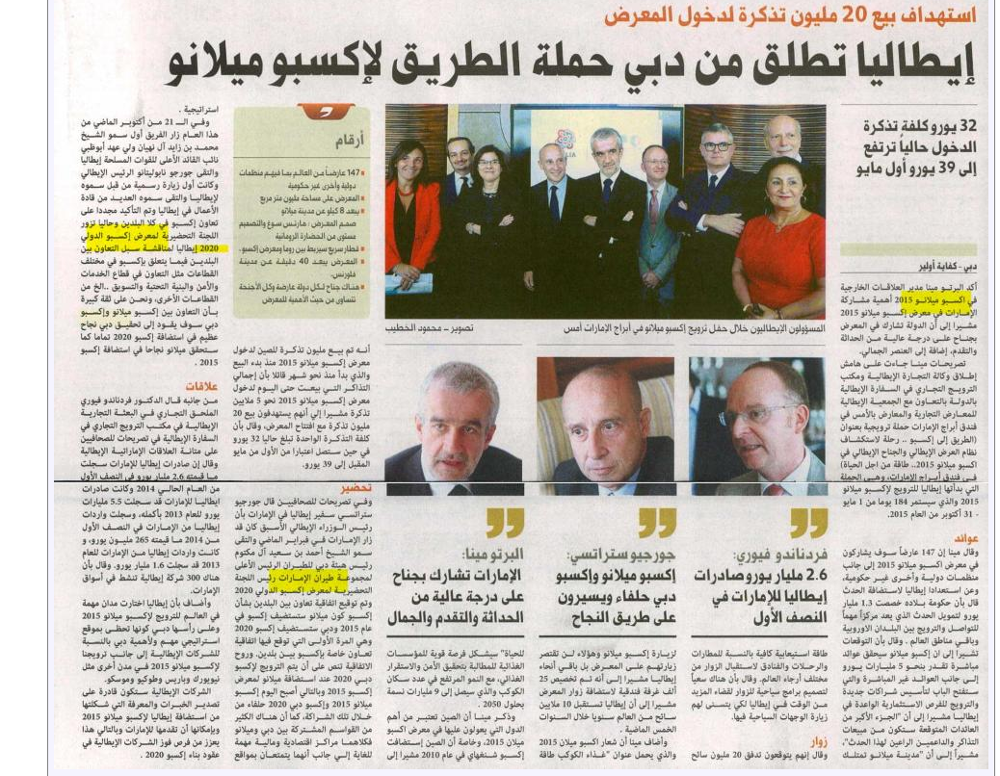 استهداف بيع 20 مليون تذكرة لدخول المعرض
إيطاليا تطلق من دبي حملة الطريق لإكسبو ميلانو
32 يورو كلفة تذكرة
الدخول حالياً ترتفع
إلى 39 يورو أول مايو
دبي - كفاية أولير
أكد البرتو مينا مدير العلاقات الخارجية
في إكسبو ميلانو 2015 أهمية مشاركة
الإمارات في معرض إكسبو ميلانو 2015
مشيراً إلى أن الدولة تشارك في المعرض
بجناح على درجة عالية من الحداثة
والتقدم، إضافة إلى العنصر الجمالي.
تصريحات مينا جاءت على هامش
إطلاق وكالة التجارة الإيطالية ومكتب
الترويج التجاري في السفارة الإيطالية
بالدولة بالتعاون مع الجمعية الإيطالية
للمعارض التجارية والمعارض بالأمس في
فندق أبراج الإمارات حملة ترويجية بعنوان
(الطريق إلى إكسبو .. رحلة لاستكشاف
نظام العرض الإيطالي والجناح الإيطالي في
اكسبو ميلانو 2015.. طاقة من اجل الحياة)
في فندق أبراج الإمارات، وهي الحملة
التي بدأتها إيطاليا للترويج لإكسبو ميلانو
2015 والذي سيستمر 184 يوما من 1 مايو
- 31 أكتوبر من العام 2015.
عوائد
وقال مينا إن 147 عارضاً سوف يشاركون
في معرض إكسبو ميلانو 2015 إلى جانب
منظمات دولية وأخرى غير حكومية،
وعن استعدادا إيطاليا لاستضافة الحدث
قال بأن حكومة بلاده خصصت 1.3 مليار
يورو لتمويل الحدث الذي يعد مركزاً مهماً
للتواصل والترويج بين البلدان الاوروبية
وباقي مناطق العالم . وقال بأن التوقعات
تشير إلى ان إكسبو ميلانو سيحقق عوائد
مباشرة تقدر بنحو 5 مليارات يورو
إلى جانب العوائد غير المباشرة والتي
ستفتح الباب لتأسيس شراكات جديدة
والترويج للفرص الاستثمارية الواعدة في
إيطاليا مشيرا إلى أن "الجزء الأكبر من
العائدات المتوقعة ستكون من مبيعات
التذاكر والداعمين الراعين لهذا الحدث"،
مشيراً إلى أن "مدينة ميلانو تمتلك
المسؤولون الإيطاليون خلال حفل ترويج إكسبو ميلانو في أبراج الإمارات أمس
تصوير - محمود الخطيب
فردناندو فيوري:
2.6 مليار يورو صادرات
إيطاليا للإمارات في
النصف الأول
طاقة استيعابية كافية بالنسبة للمطارات
والرحلات والفنادق لاستقبال الزوار من
مختلف أرجاء العالم. وقال بأن هناك سعياً
لتصميم برامج سياحية للزوار لقضاء المزيد
من الوقت في إيطاليا لكي يتسنى لهم
زيارة الوجهات السياحية فيها.
زوار
وقال إنهم يتوقعون تدفق 20 مليون سائح
جورجيو ستراتسي:
إكسبو ميلانو وإكسبو
دبي حلفاء ويسيرون
على طريق النجاح
لزيارة إكسبو ميلانو وهؤلاء لن تقتصر
زيارتهم على المعرض بل باقي أنحاء
إيطاليا مشيرا إلى أنه تم تخصيص 25
ألف غرفة فندقية لاستضافة زوار المعرض
مشيرا إلى أن إيطاليا تستقبل 10 ملايين
سائح من العالم سنويا خلال السنوات
الخمس الماضية .
وأضاف مينا أن شعار اكسبو ميلانو 2015
والذي يحمل عنوان "غذاء الكوكب طاقة
البرتو مينا:
الإمارات تشارك بجناح
على درجة عالية من
الحداثة والتقدم والجمال
للحياة" سيشكل فرصة قوية للمؤسسات
الغذائية للمطالبة بتحقيق الأمن والاستقرار
الغذائي، مع النمو المرتفع في عدد سكان
الكوكب والذي سيصل إلى 9 مليارات نسمة
بحلول 2050 .
وذكر مينا أن الصين تعتبر من أهم
الدول التي يعولون عليها في معرض اكسبو
ميلان 2015، وخاصة أن الصين إستضافت
إكسبو شنغهاي في عام 2010 مشيرا إلى
أرقام
147 عارضاً من العالم بما فيهم منظمات
دولية وأخرى غير حكومية
المعرض على مساحة مليون متر مربع
يبعد 8 كيلو عن مدينة ميلانو
صمم المعرض : مارتس سوغ والتصميم
مستوى من الحضارة الرومانية
قطار سريع سيربط بين روما ومعرض إكسبو.
المعرض يبعد 40 دقيقة عن مدينة
فلورنس.
هناك جناح لكل دولة عارضة وكل الأجنحة
تتساوى من حيث الأهمية للمعرض
أنه تم بيع مليون تذكرة للصين لدخول
معرض إكسبو ميلانو 2015 منذ بدء البيع
والذي بدأ منذ نحو شهر قائلا بأن إجمالي
التذاكر التي بيعت حتى اليوم لدخول
معرض إكسبو ميلانو 2015 نحو 5 ملايين
تذكرة مشيرا إلي أنهم يستهدفون بيع 20
مليون تذكرة مع افتتاح المعرض، وقال بأن
كلفة التذكرة الواحدة تبلغ حاليا 32 يورو
في حين ستصل اعتبارا من الأول من مايو
المقبل إلى 39 يورو.
تحضير
وفي تصريحات للصحافيين قال جورجيو
ستراتسي سفير إيطاليا في الإمارات بأن
رئيس الوزراء الإيطالي الأسبق كان قد
زار الإمارات في فبراير الماضي والتقى
سمو الشيخ أحمد بن سعيد آل مكتوم
رئيس هيئة دبي للطيران الرئيس الأعلى
لمجموعة طيران الإمارات رئيس اللجنة
التحضيرية لمعرض إكسبو الدولي 2020
وتم توقيع اتفاقية تعاون بين البلدين بشأن
إكسبو كون ميلانو ستستضيف إكسبو في
عام 2015 ودبي ستستضيف إكسبو 2020
وهي المرة الأولى التي توقع فيها اتفاقية
تعاون خاصة بإكسبو بين بلدين. وروح
الاتفاقية تنص على أن يتم الترويج لإكسبو
دبي 2020 عند استضافة ميلانو لمعرض
إكسبو 2015 وبالتالي أصبح اليوم إكسبو
ميلانو 2015 وإكسبو دبي 2020 حلفاء من
خلال تلك الشراكة، كما أن هناك الكثير
من القواسم المشتركة بين دبي وميلانو
فكلاهما مراكز إقتصادية ومالية مهمة
للغاية إلي جانب أنهما يتمتعان بمواقع
استراتيجية .
وفي الـ 21 من أكتوبر الماضي من
هذا العام زار الفريق أول سمو الشيخ
محمد بن زايد آل نهيان ولي عهد أبوظبي
نائب القائد الأعلى للقوات المسلحة إيطاليا
والتقى جورجو نابوليتانو الرئيس الإيطالي
وكانت أول زيارة رسمية من قبل سموه
لإيطاليا والتقى سموه العديد من قادة
الأعمال في إيطاليا وتم التأكيد مجددا على
تعاون إكسبو في كلا البلدين وحاليا تزور
اللجنة التحضيرية لمعرض إكسبو الدولي
2020 إيطاليا لمناقشة سبل التعاون بين
البلدين فيما يتعلق بإكسبو في مختلف
القطاعات مثل التعاون في قطاع الخدمات
والأمن والبنية التحتية والتسويق ..الخ من
القطاعات الأخرى، ونحن على ثقة كبيرة
بأن التعاون بين إكسبو ميلانو وإكسبو
دبي سوف يقود إلى تحقيق دبي نجاح
عظيم في استضافة إكسبو 2020 تماما كما
ستحقق ميلانو نجاحا في استضافة إكسبو
2015 .
علاقات
من جانبه قال الدكتور فردناندو فيوري
الملحق التجاري في البعثة التجارية
الإيطالية في مكتب الترويج التجاري في
السفارة الإيطالية في تصريحات للصحافيين
على متانة العلاقات الإماراتية الإيطالية
وقال إن صادرات إيطاليا للإمارات سجلت
ما قيمته 2.6 مليار يورو في النصف الأول
من العام الحالي 2014 وكانت صادرات
ايطاليا للإمارات قد سجلت 5.5 مليارات
يورو للعام 2013 بأكمله، وسجلت واردات
إيطاليا من الإمارات في النصف الأول
من 2014 ما قيمته 265 مليون يورو، و
كانت واردات إيطاليا من الإمارات للعام
2013 قد سجلت 1.6 مليار يورو. وقال بأن
هناك 300 شركة إيطالية تنشط في أسواق
الإمارات.
وأضاف بأن إيطاليا اختارت مدان مهمة
في العالم للترويج لإكسبو ميلانو 2015
وعلى رأسها دبي كونها تحظى بموقع
استراتيجي مهم ولأهمية دبي بالنسبة
للشركات الإيطالية إلى جانب ترويجنا
لإكسبو ميلانو 2015 في مدن أخرى مثل
نيويورك باريس وطوكيو وموسكو.
الشركات الإيطالية ستكون قادرة على
تصدير الخبرات والمعرفة التي شكلتها
من استضافة إيطاليا لإكسبو ميلانو 2015
وبإمكانها أن تقدمها للإمارات وبالتالي هذا
يعزز من فرص فوز الشركات الإيطالية في
عقود بناء إكسبو 2020 .